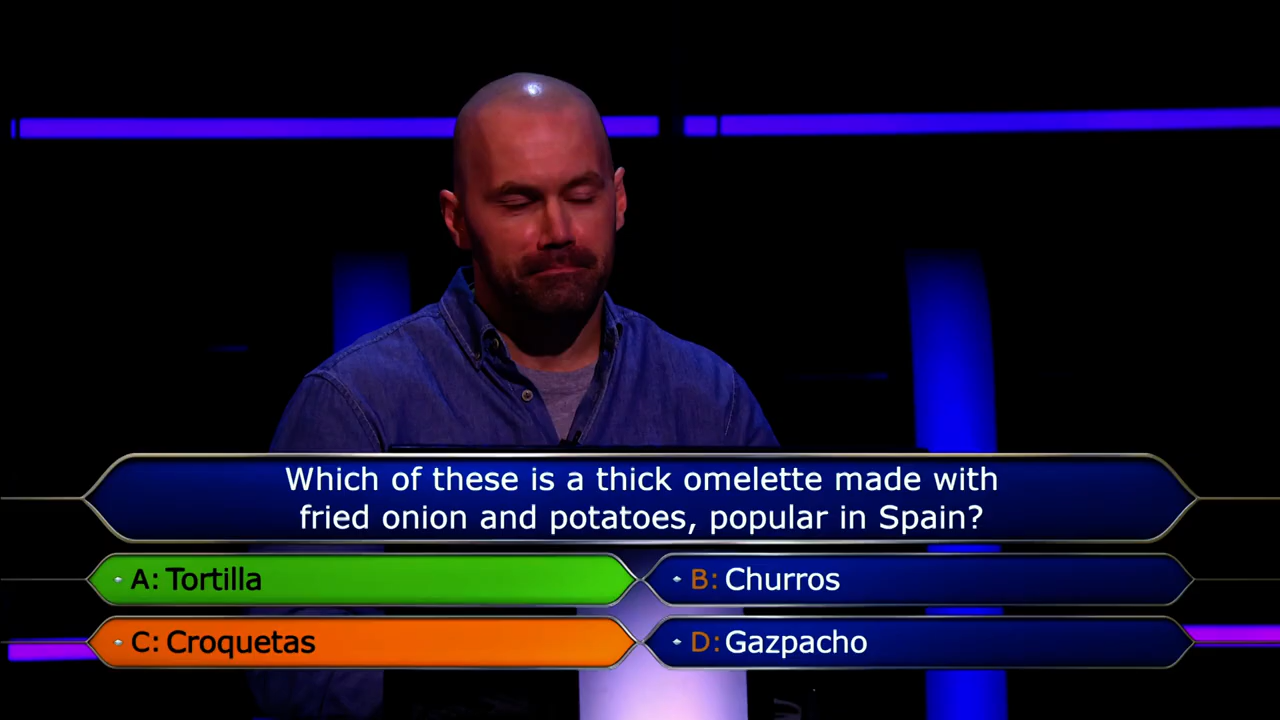 Which of these is a thick omelette made with
fried onion and potatoes, popular in Spain?
A: Tortilla
B: Churros
C: Croquetas
D: Gazpacho